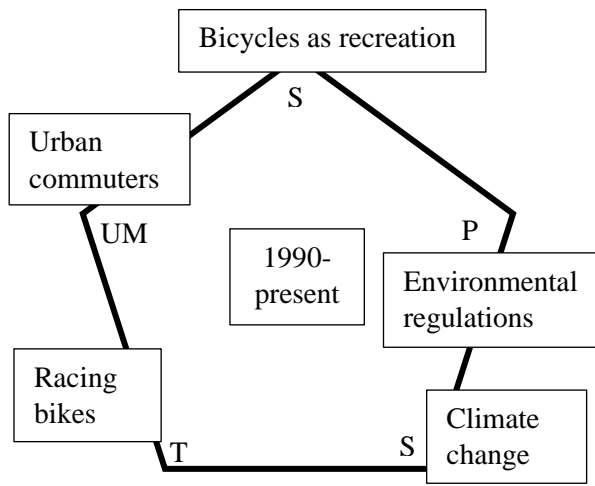 Bicycles as recreation
S
Urban
commuters
UM
P
1990-
present
Environmental
regulations
Racing
bikes
T
S
Climate
change